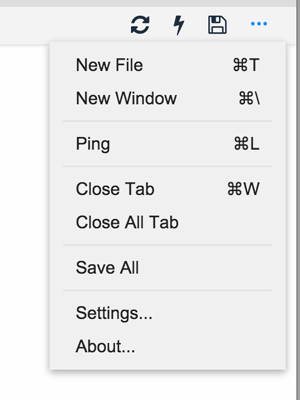 New File ⌘T
New Window ⌘\
Ping ⌘L
Close Tab ⌘W
Close All Tab
Save All
Settings...
About...